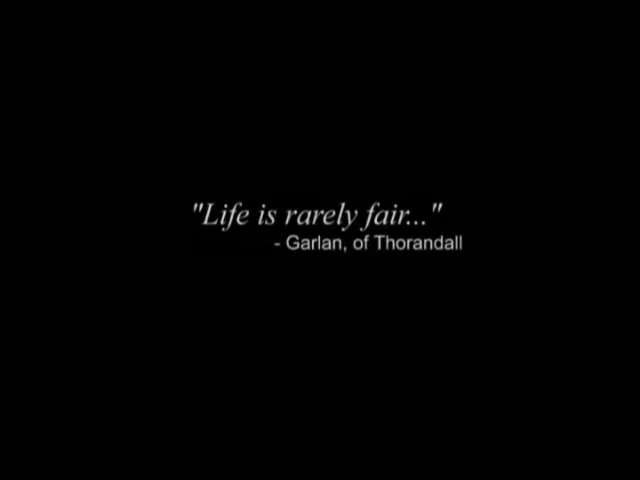 "Life is rarely fair..."
- Garlan, of Thorandall